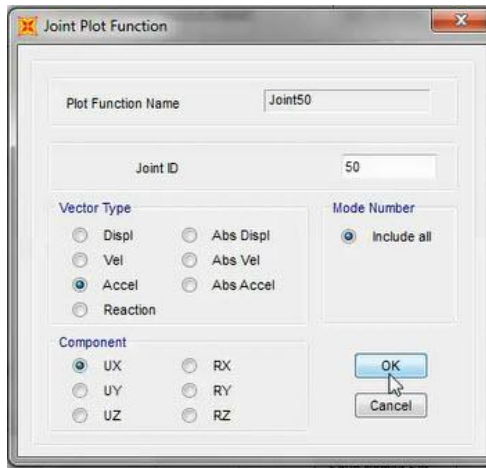 Joint Plot Function
Plot Function Name Joint50
Joint ID 50
Vector Type
Displ Abs Displ
Vel Abs Vel
Accel Abs Accel
Reaction
Mode Number
Include all
Component
UX RX
UY RY
UZ RZ
OK
Cancel